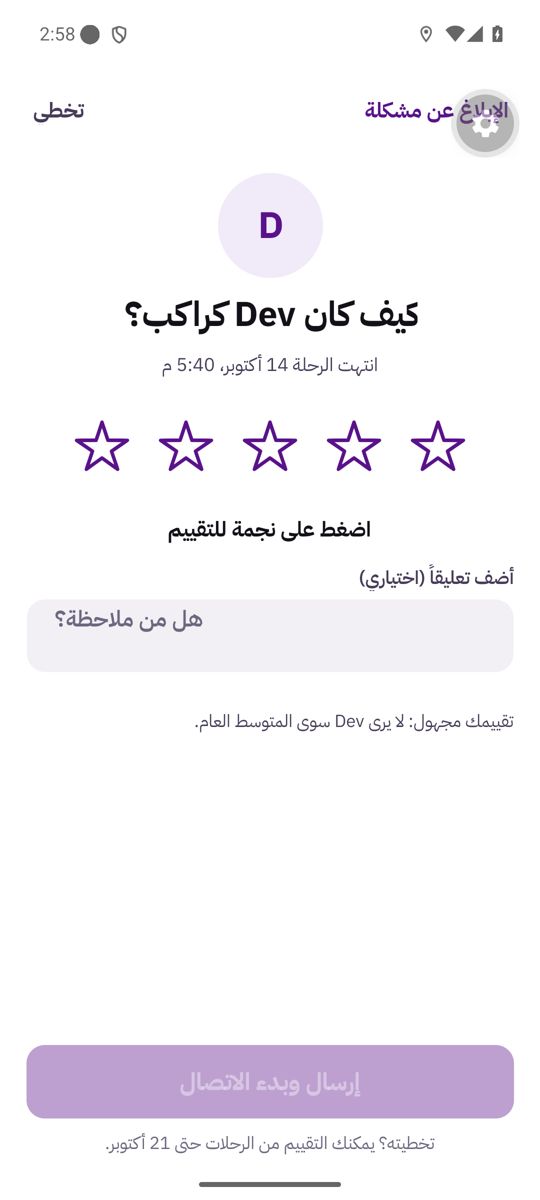 2:58
الإبلاغ عن مشكلة
تخطى
D
كيف كان Dev كراكب؟
انتهت الرحلة 14 أكتوبر، 5:40 م
اضغط على نجمة للتقييم
أضف تعليقاً (اختياري)
هل من ملاحظة؟
تقييمك مجهول: لا يرى Dev سوى المتوسط العام.
إرسال وبدء الاتصال
تخطيته؟ يمكنك التقييم من الرحلات حتى 21 أكتوبر.